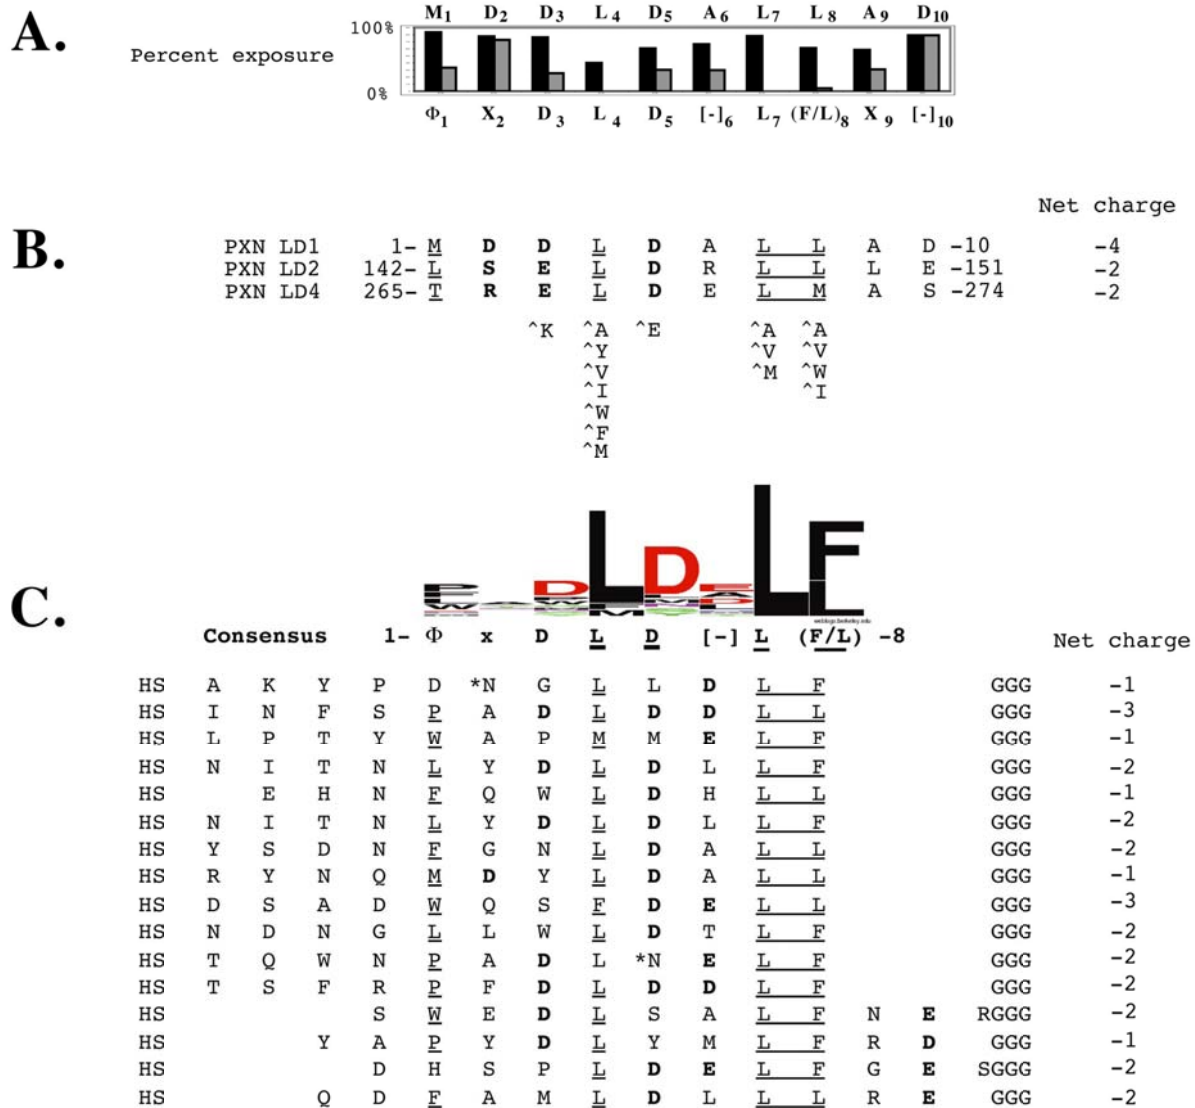 A.
M1 D2 D3 L4 D5 A6 L7 L8 A9 D10
100%
Percent exposure
0%
Φ1 X2 D3 L4 D5 [-]6 L7 (F/L)8 X9 [-]10
Net charge
B.
PXN LD1 1- M D D L D A L L A D -10 -4
PXN LD2 142- L S E L D R L L L E -151 -2
PXN LD4 265- T R E L D E L M A S -274 -2
^K ^A ^E ^A ^A
^Y ^V ^V
^V ^M ^W
^I ^I
^W
^F
^M
L D L F L
C.
Consensus 1- Φ x D L D [-] L (F/L) -8 Net charge
HS A K Y P D *N G L L D L F GGG -1
HS I N F S P A D L D D L L GGG -3
HS L P T Y W A P M M E L F GGG -1
HS N I T N L Y D L D L L F GGG -2
HS E H N F Q W L D H L L GGG -1
HS N I T N L Y D L D L L F GGG -2
HS Y S D N F G N L D A L L GGG -2
HS R Y N Q M D Y L D A L L GGG -1
HS D S A D W Q S F D E L L GGG -3
HS N D N G L L W L D T L F GGG -2
HS T Q W N P A D L *N E L F GGG -2
HS T S F R P F D L D D L F GGG -2
HS S W E D L S A L F N E RGGG -2
HS Y A P Y D L Y M L F R D GGG -1
HS D H S P L D E L F G E SGGG -2
HS Q D F A M L D L L L R E GGG -2